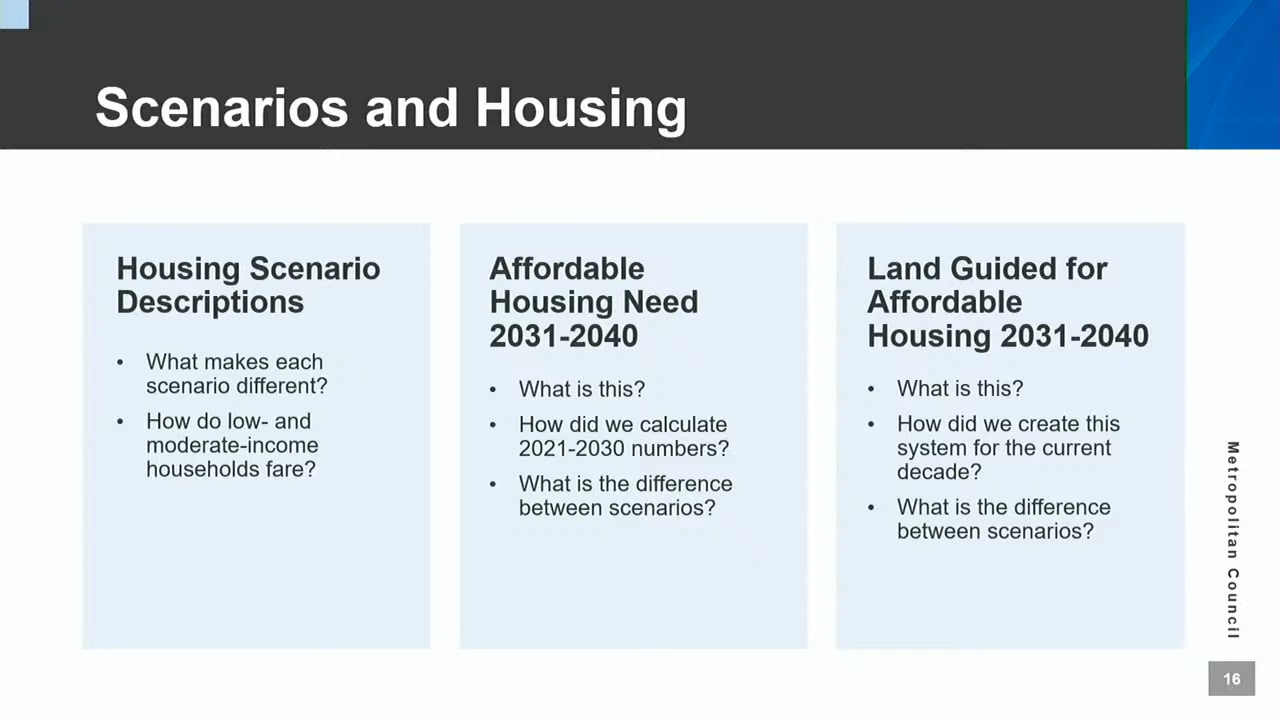 Scenarios and Housing
Housing Scenario
Descriptions
• What makes each
scenario different?
• How do low- and
moderate-income
households fare?
Affordable
Housing Need
2031-2040
• What is this?
• How did we calculate
2021-2030 numbers?
• What is the difference
between scenarios?
Land Guided for
Affordable
Housing 2031-2040
• What is this?
• How did we create this
system for the current
decade?
• What is the difference
between scenarios?
Metropolitan Council
16